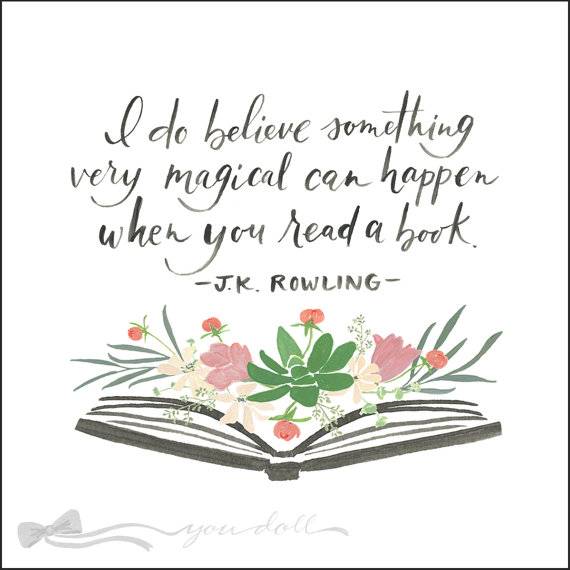 I do believe something
very magical can happen
when you read a book.
-J.K. ROWLING-
you doll